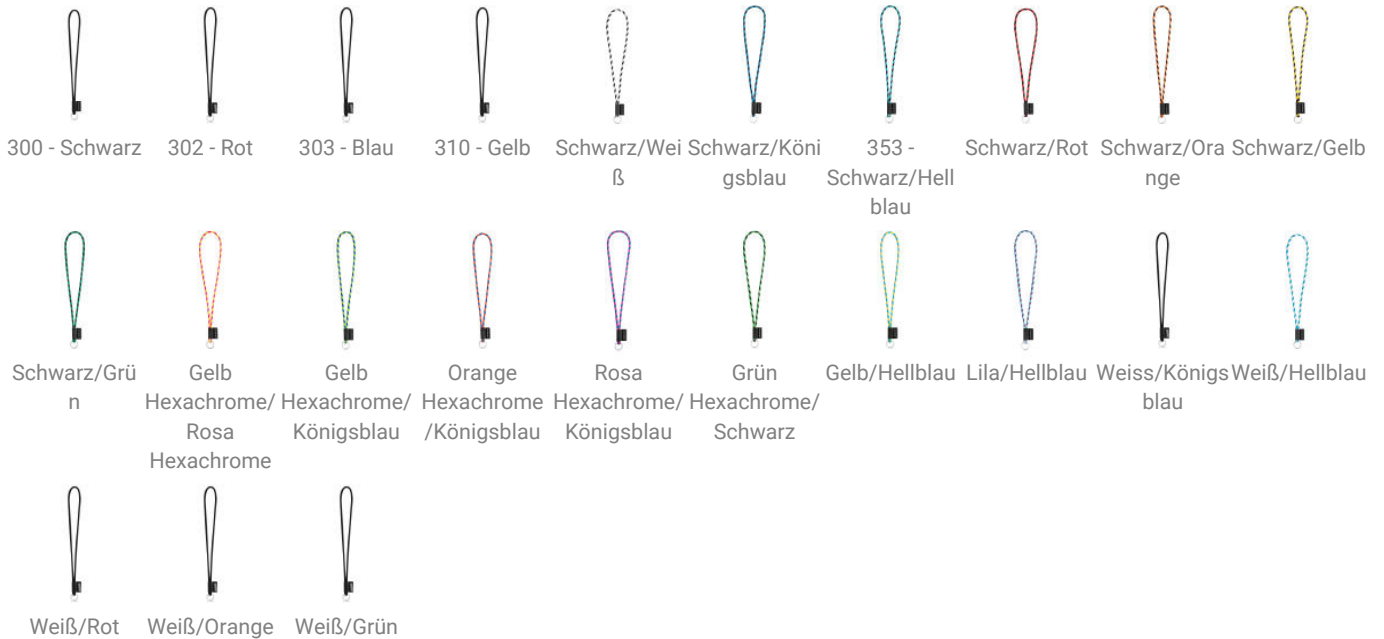 300 - Schwarz 302 - Rot 303 - Blau 310 - Gelb Schwarz/Wei Schwarz/Köni 353 - Schwarz/Rot Schwarz/Ora Schwarz/Gelb
ß gsblau Schwarz/Hell nge
blau
Schwarz/Grü Gelb Gelb Orange Rosa Grün Gelb/Hellblau Lila/Hellblau Weiss/Königs Weiß/Hellblau
n Hexachrome/ Hexachrome/ Hexachrome Hexachrome/ Hexachrome/ blau
Rosa Königsblau /Königsblau Königsblau Schwarz
Hexachrome
Weiß/Rot Weiß/Orange Weiß/Grün